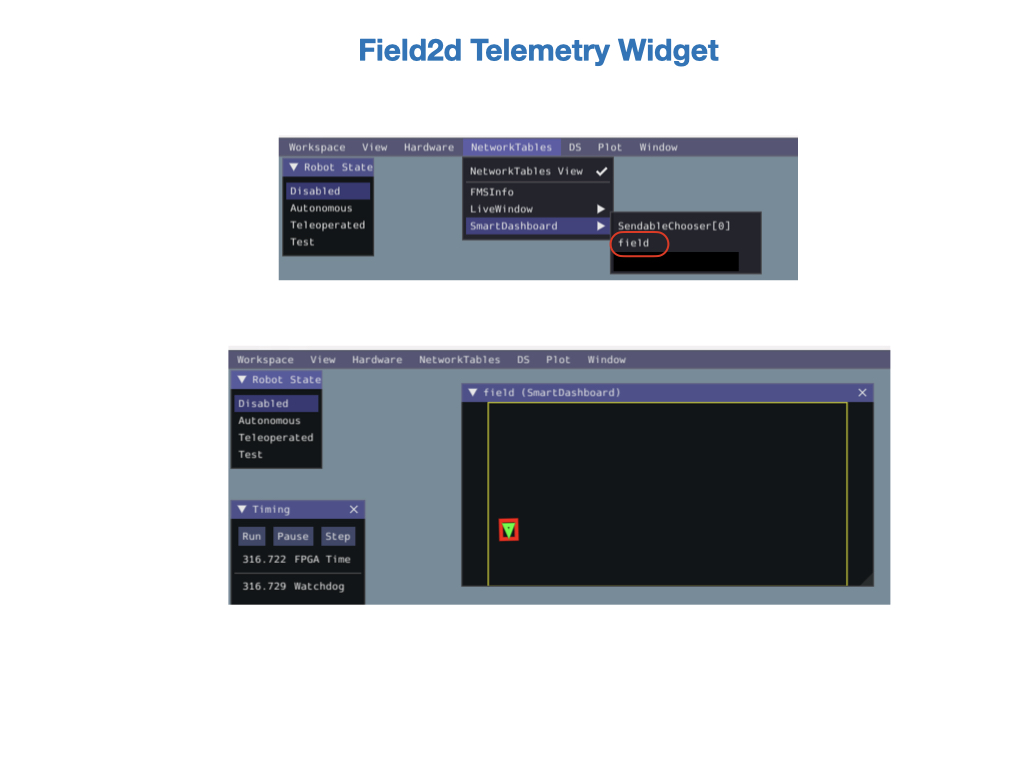 Field2d Telemetry Widget
Workspace View Hardware NetworkTables DS Plot Window
Robot State
NetworkTables View
Disabled
FMSInfo
Autonomous
LiveWindow
Teleoperated
SmartDashboard
SendableChooser[0]
Test
field
Workspace View Hardware NetworkTables DS Plot Window
Robot State
Disabled
Autonomous
Teleoperated
Test
field (SmartDashboard)
Timing
Run Pause Step
316.722 FPGA Time
316.729 Watchdog